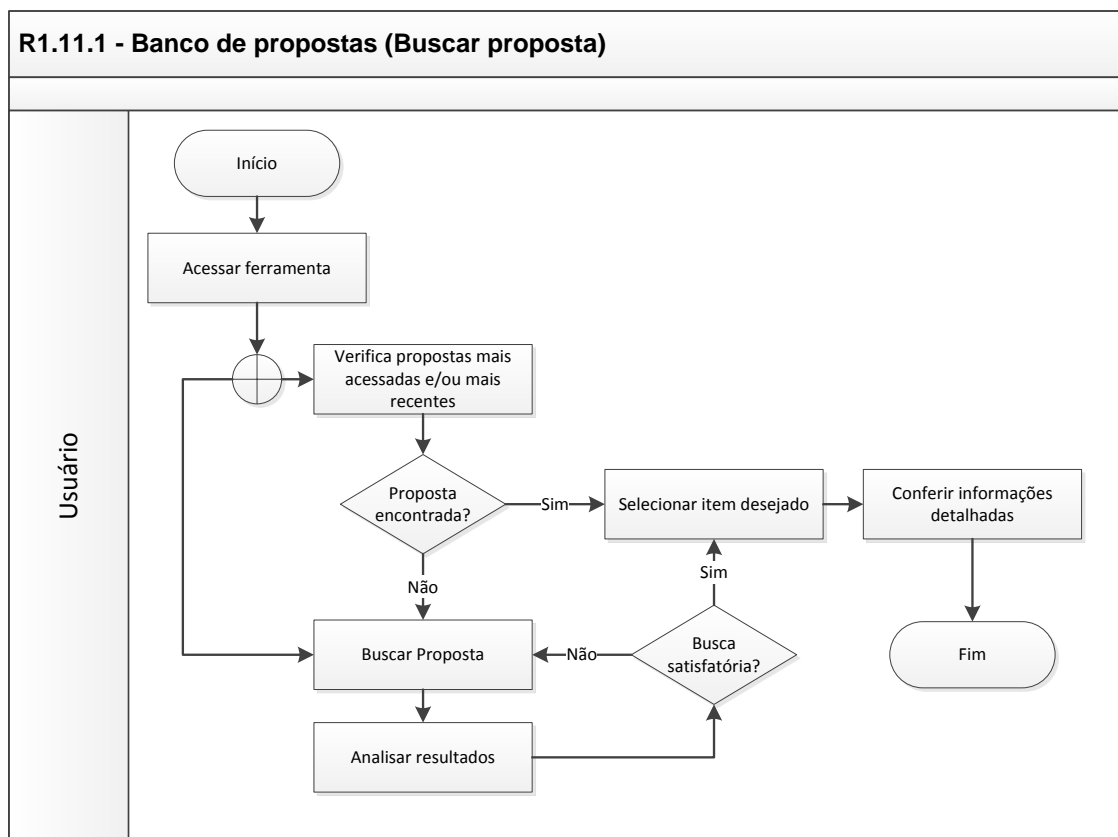 R1.11.1 - Banco de propostas (Buscar proposta)
Usuário
Início
Acessar ferramenta
Verifica propostas mais
acessadas e/ou mais
recentes
Proposta
encontrada?
Sim
Selecionar item desejado
Conferir informações
detalhadas
Não
Sim
Buscar Proposta
Não
Busca
satisfatória?
Fim
Analisar resultados